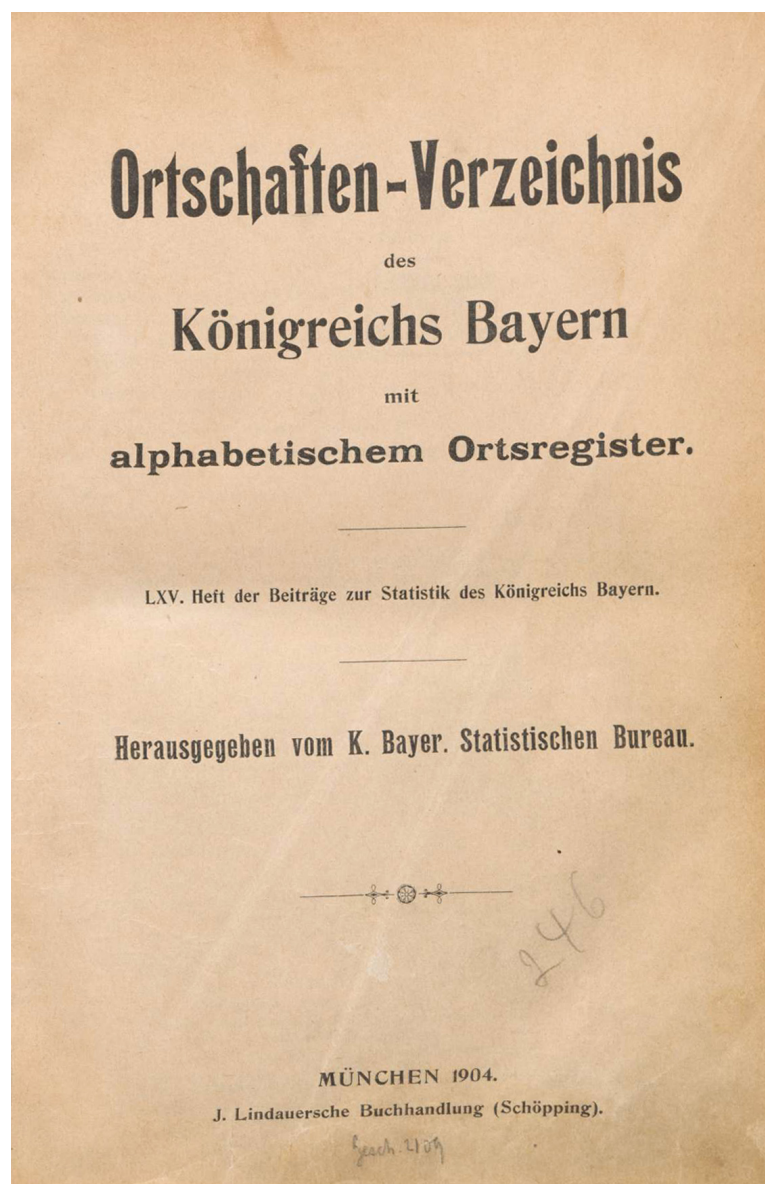 Ortschaften-Verzeichnis
des
Königreichs Bayern
mit
alphabetischem Ortsregister.
LXV. Heft der Beiträge zur Statistik des Königreichs Bayern.
Herausgegeben vom K. Bayer. Statistischen Bureau.
246
MÜNCHEN 1904.
J. Lindauersche Buchhandlung (Schöpping).